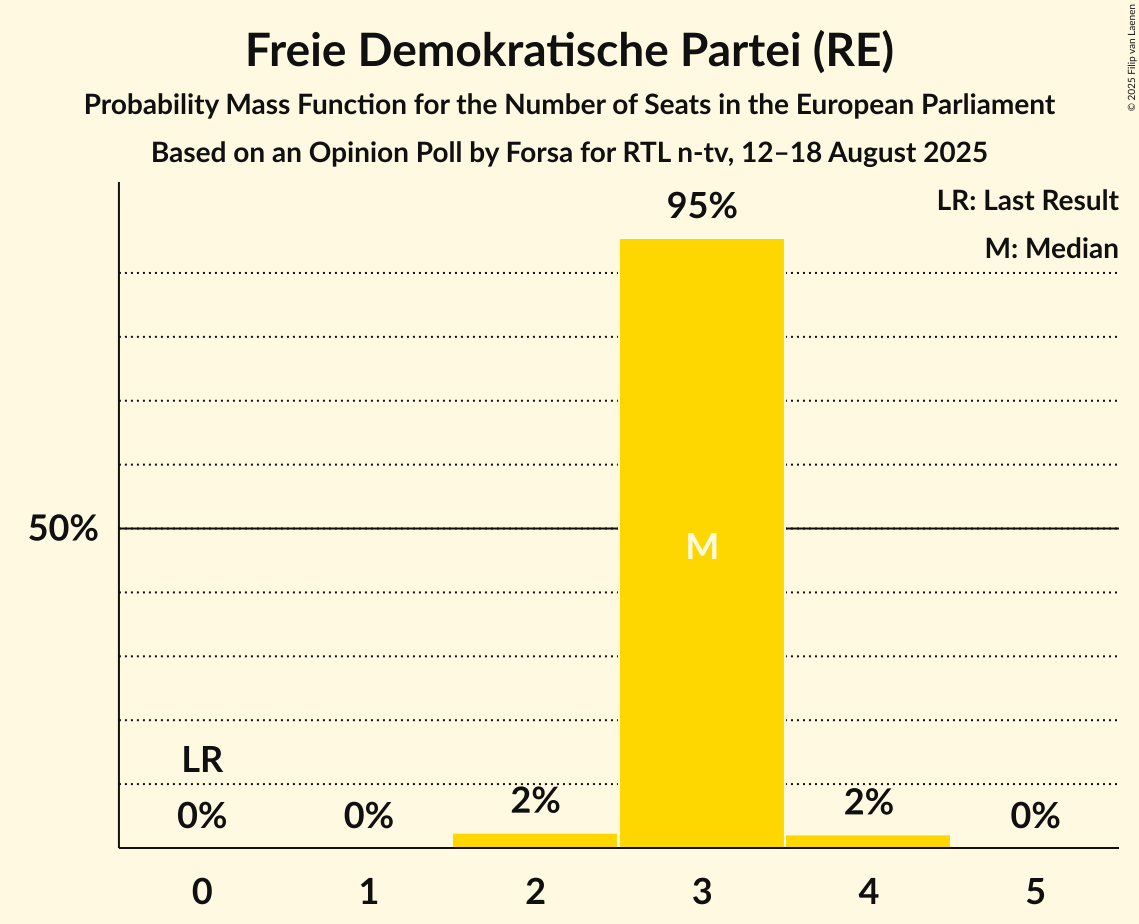 Freie Demokratische Partei (RE)
Probability Mass Function for the Number of Seats in the European Parliament
Based on an Opinion Poll by Forsa for RTL n-tv, 12–18 August 2025
© 2025 Filip van Laenen
LR: Last Result
M: Median
95%
50%
M
LR
0%
0%
2%
2%
0%
0
1
2
3
4
5